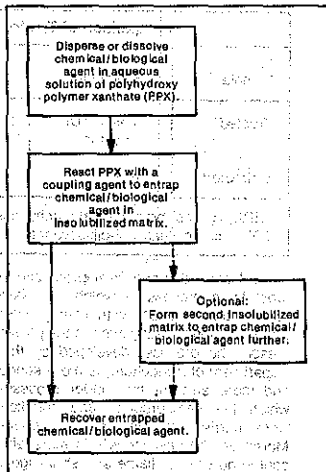 Disperse or dissolve
chemical/biological
agent in aqueous
solution of polyhydroxy
polymer xanthate (PPX).
React PPX with a
coupling agent to entrap
chemical/biological
agent in
insolubilized matrix.
Optional:
Form second insolubilized
matrix to entrap chemical/
biological agent further.
Recover entrapped
chemical/biological agent.